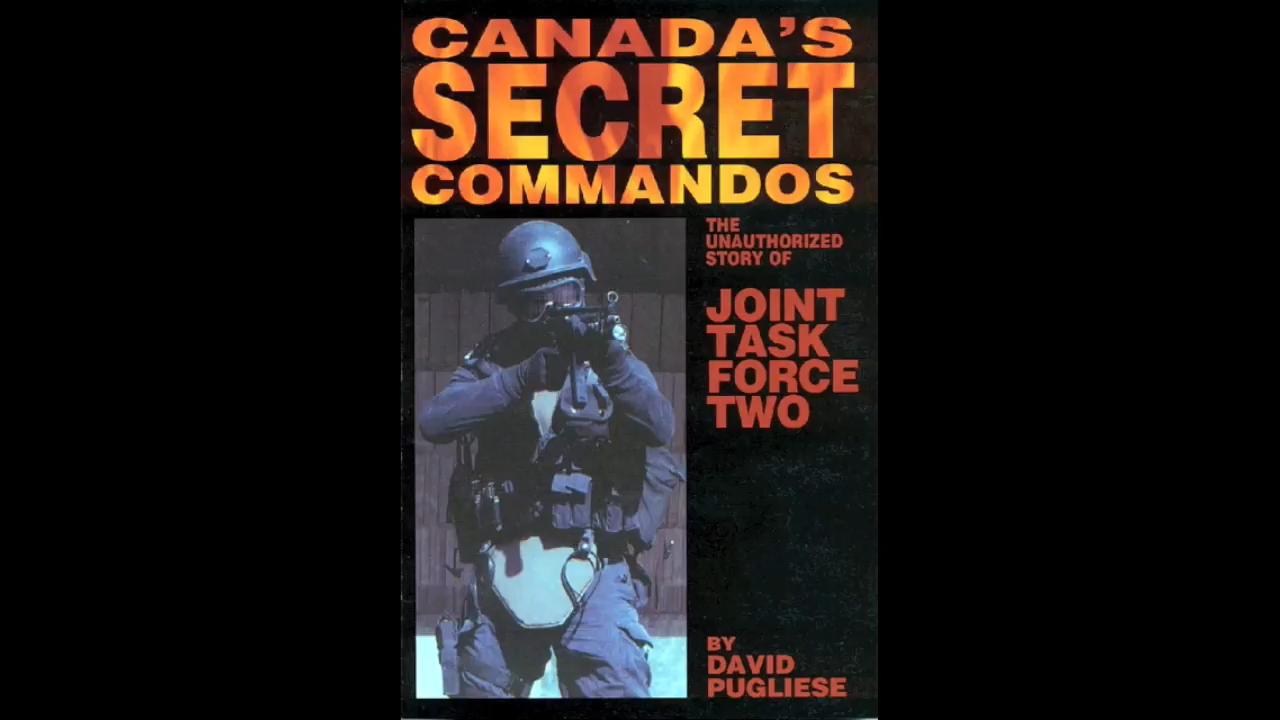 CANADA'S
SECRET
COMMANDOS
THE
UNAUTHORIZED
STORY OF
JOINT
TASK
FORCE
TWO
BY
DAVID
PUGLIESE